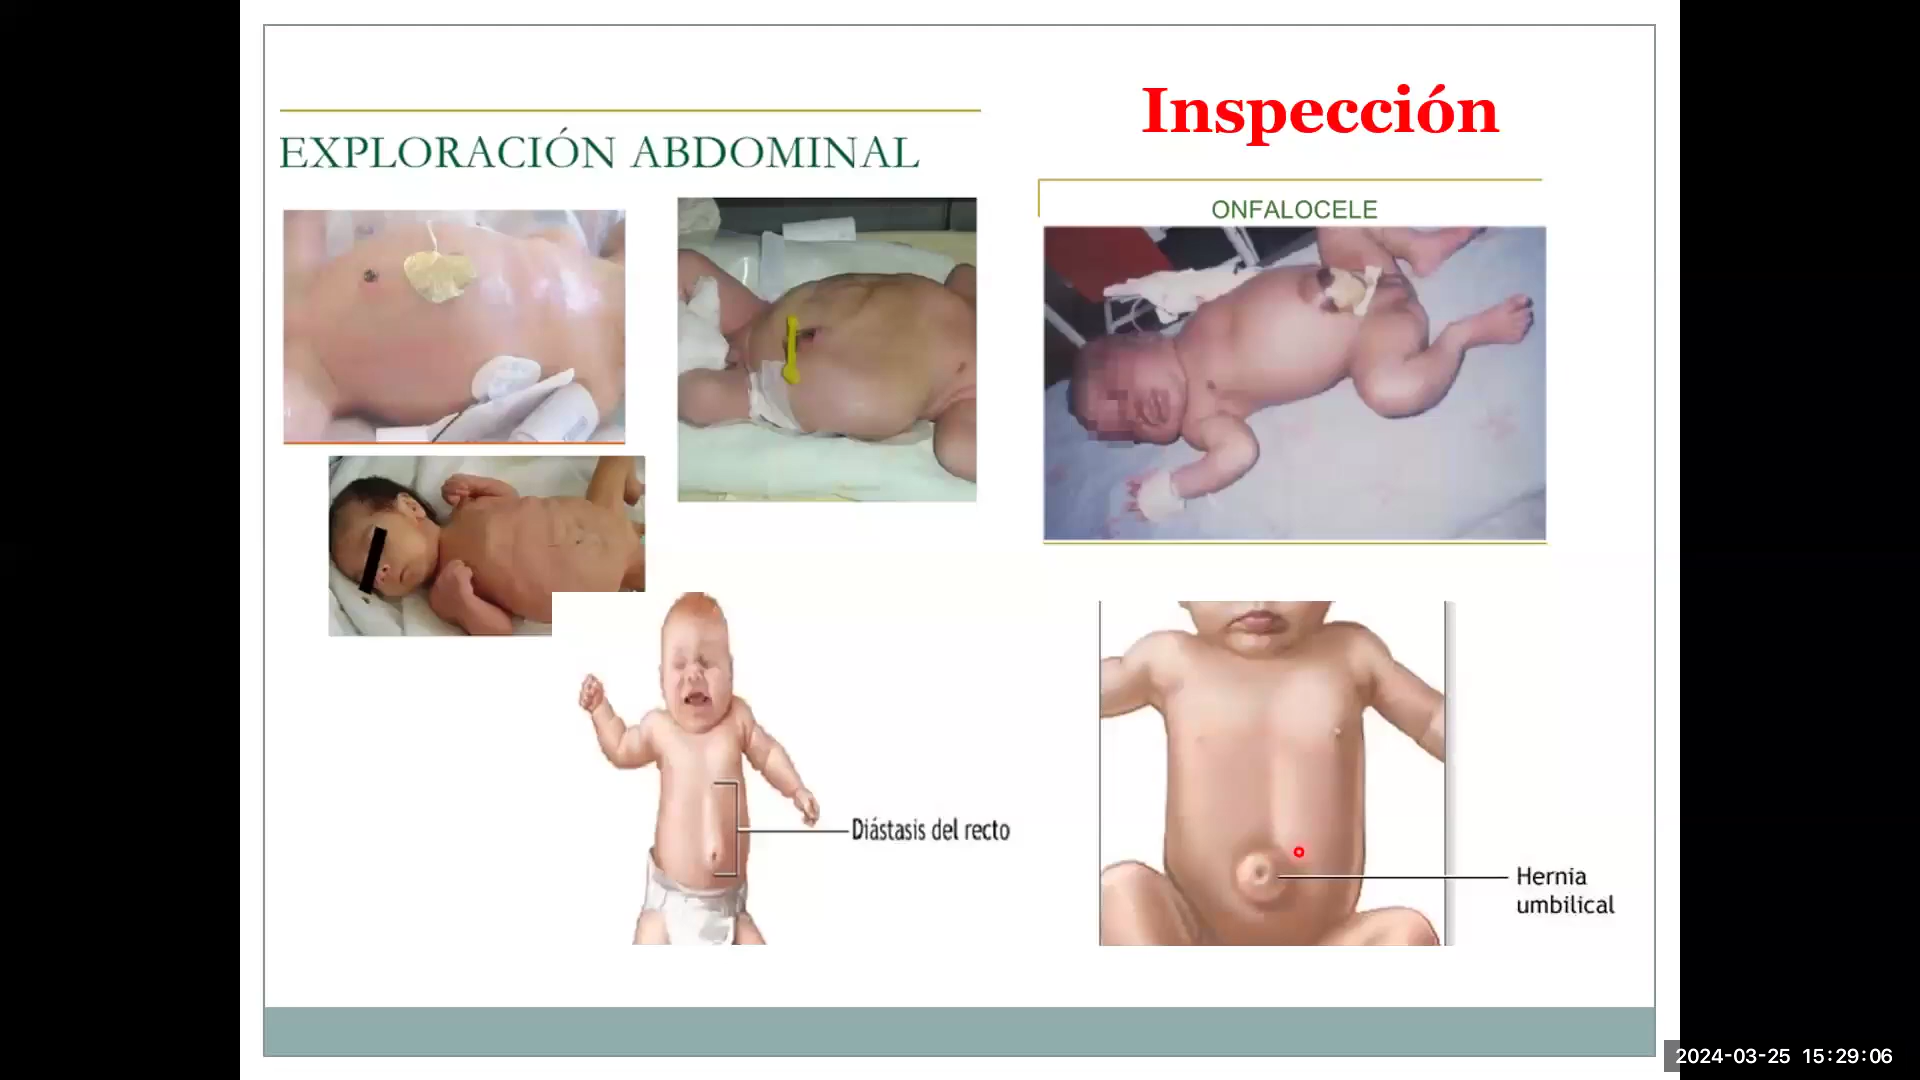 Inspección
EXPLORACIÓN ABDOMINAL
ONFALOCELE
Diástasis del recto
Hernia
umbilical
2024-03-25 15:29:06